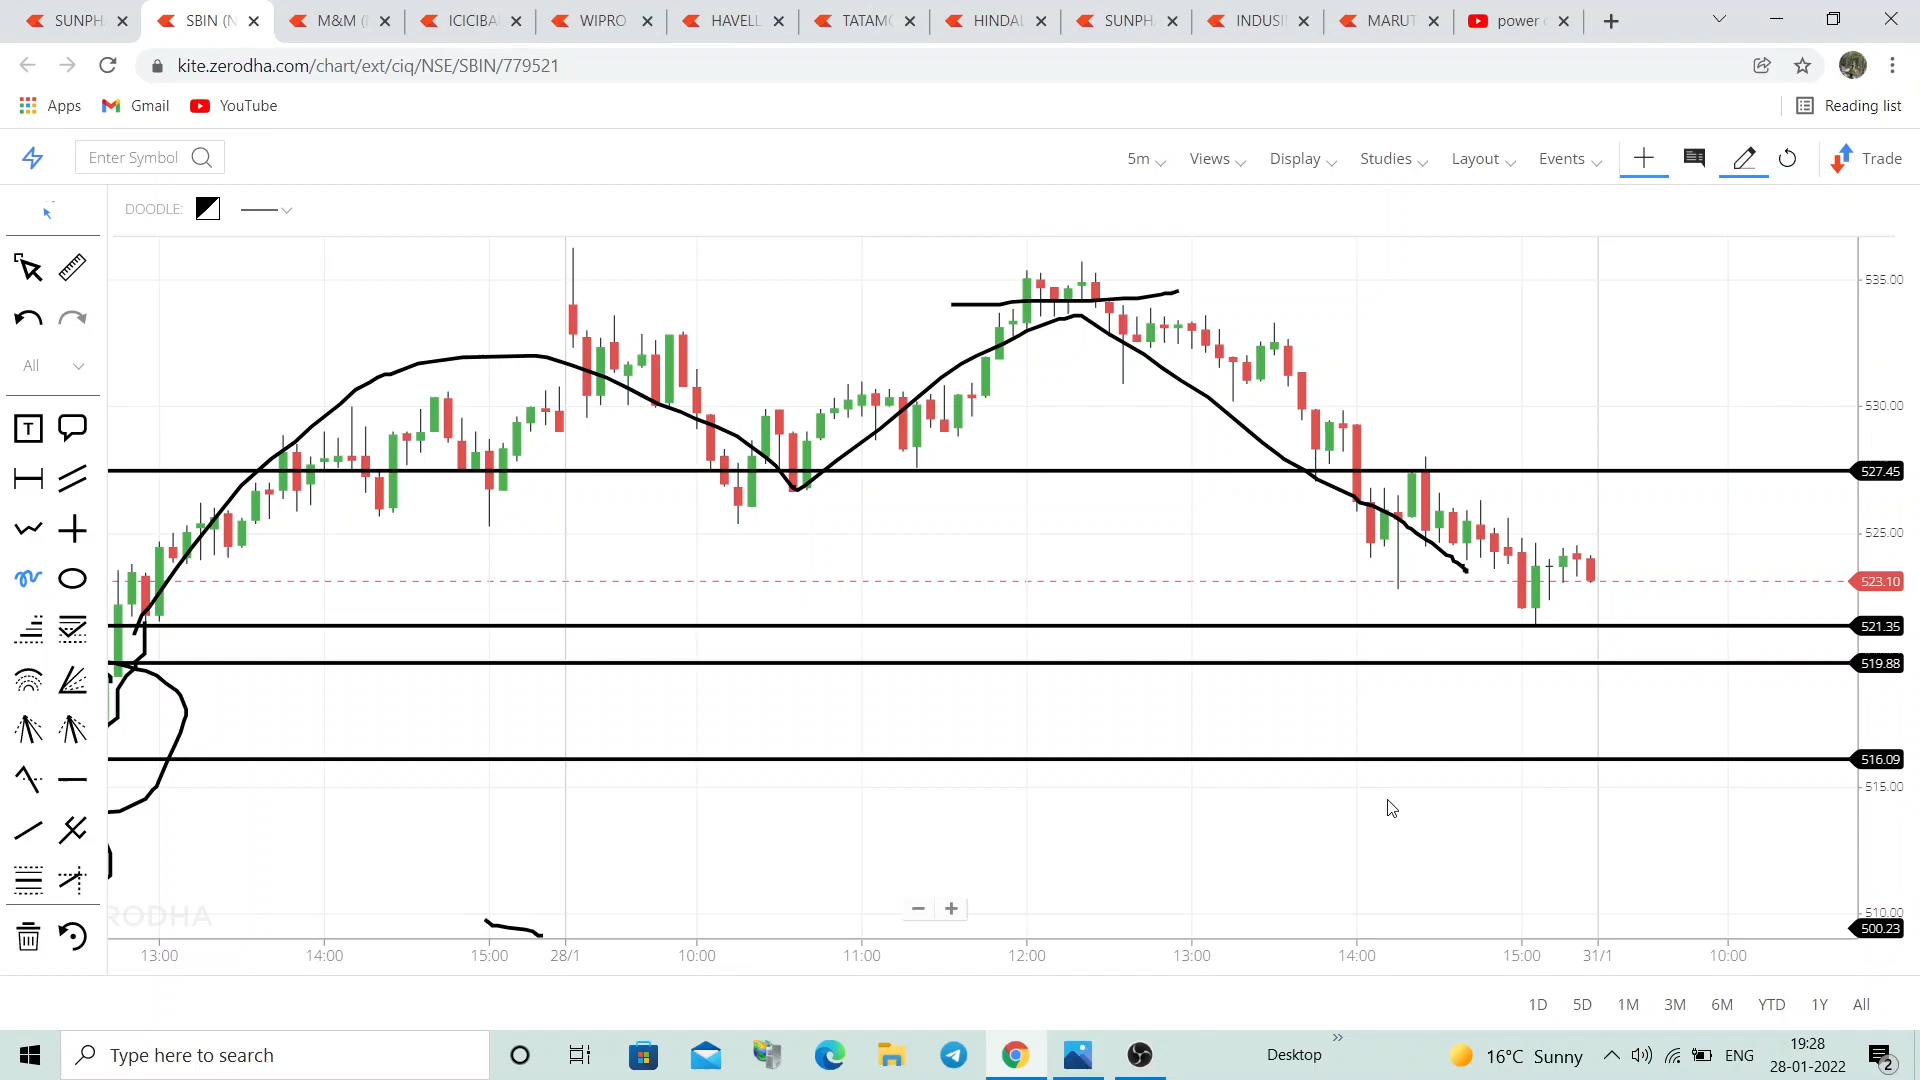 SUNPH SBIN (N M&M (I ICICIBA WIPRO HAVELL TATAMO HINDAL SUNPH INDUSI MARUT power
kite.zerodha.com/chart/ext/ciq/NSE/SBIN/779521
Apps Gmail YouTube Reading list
Enter Symbol 5m Views Display Studies Layout Events Trade
DOODLE:
535.00
All
530.00
T
527.45
525.00
523.10
521.35
519.88
516.09
515.00
RODHA
510.00
500.23
13:00 14:00 15:00 28/1 10:00 11:00 12:00 13:00 14:00 15:00 31/1 10:00
1D 5D 1M 3M 6M YTD 1Y All
Type here to search Desktop 16°C Sunny ENG 19:28
28-01-2022 2